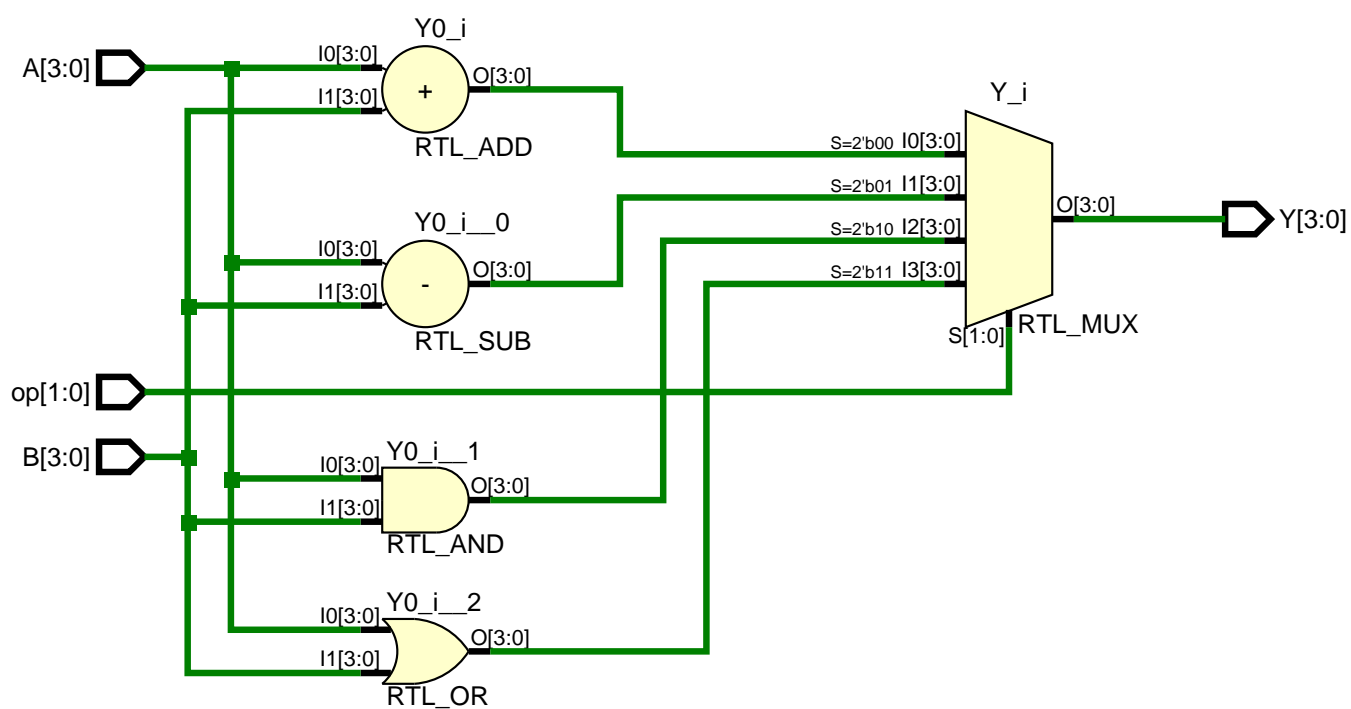 Y0_i
A[3:0]
I0[3:0]
I1[3:0]
+
O[3:0]
RTL_ADD
Y0_i__0
I0[3:0]
I1[3:0]
-
O[3:0]
RTL_SUB
op[1:0]
B[3:0]
Y0_i__1
I0[3:0]
I1[3:0]
O[3:0]
RTL_AND
Y0_i__2
I0[3:0]
I1[3:0]
O[3:0]
RTL_OR
Y_i
S=2'b00 I0[3:0]
S=2'b01 I1[3:0]
S=2'b10 I2[3:0]
S=2'b11 I3[3:0]
S[1:0]
RTL_MUX
O[3:0]
Y[3:0]